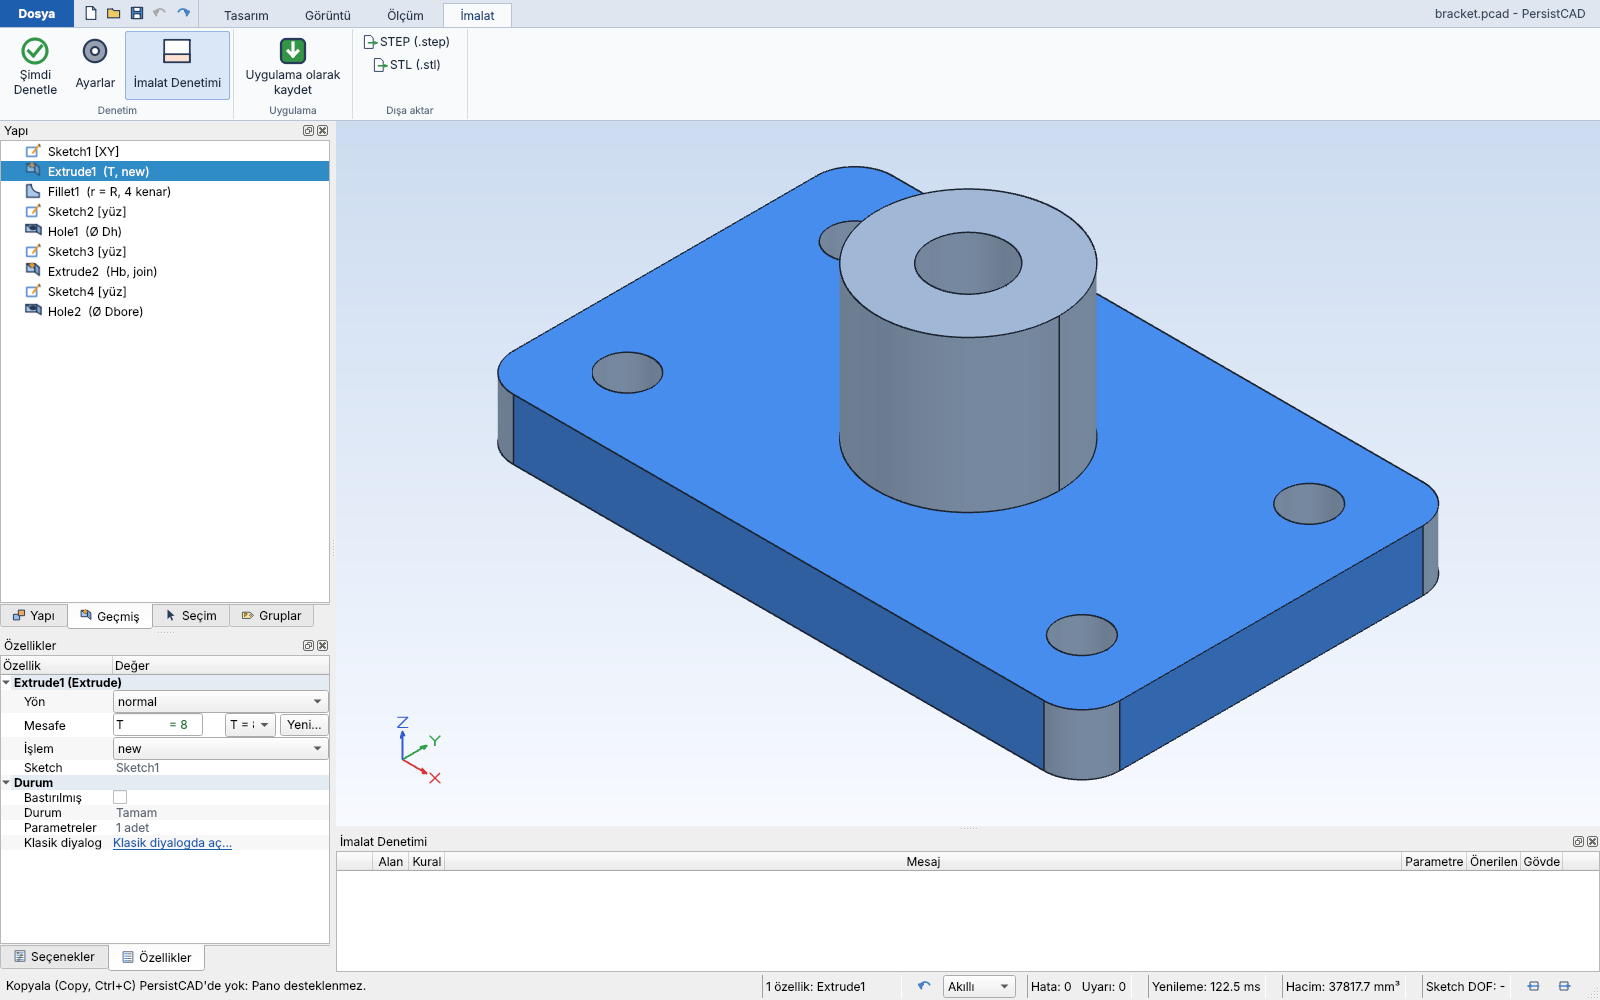 Dosya
Tasarım
Görüntü
Ölçüm
İmalat
bracket.pcad - PersistCAD
Şimdi
Denetle
Ayarlar
İmalat Denetimi
Uygulama olarak
kaydet
STEP (.step)
STL (.stl)
Denetim
Uygulama
Dışa aktar
Yapı
Sketch1 [XY]
Extrude1 (T, new)
Fillet1 (r = R, 4 kenar)
Sketch2 [yüz]
Hole1 (Ø Dh)
Sketch3 [yüz]
Extrude2 (Hb, join)
Sketch4 [yüz]
Hole2 (Ø Dbore)
Yapı
Geçmiş
Seçim
Gruplar
Özellikler
Özellik Değer
Extrude1 (Extrude)
Yön normal
Mesafe T = 8 T = Yeni...
İşlem new
Sketch Sketch1
Durum
Bastırılmış
Durum Tamam
Parametreler 1 adet
Klasik diyalog Klasik diyalogda aç...
Seçenekler
Özellikler
Z
Y
X
İmalat Denetimi
Alan Kural Mesaj Parametre Önerilen Gövde
Kopyala (Copy, Ctrl+C) PersistCAD'de yok: Pano desteklenmez.
1 özellik: Extrude1
Akıllı
Hata: 0 Uyarı: 0
Yenileme: 122.5 ms
Hacim: 37817.7 mm³
Sketch DOF: -